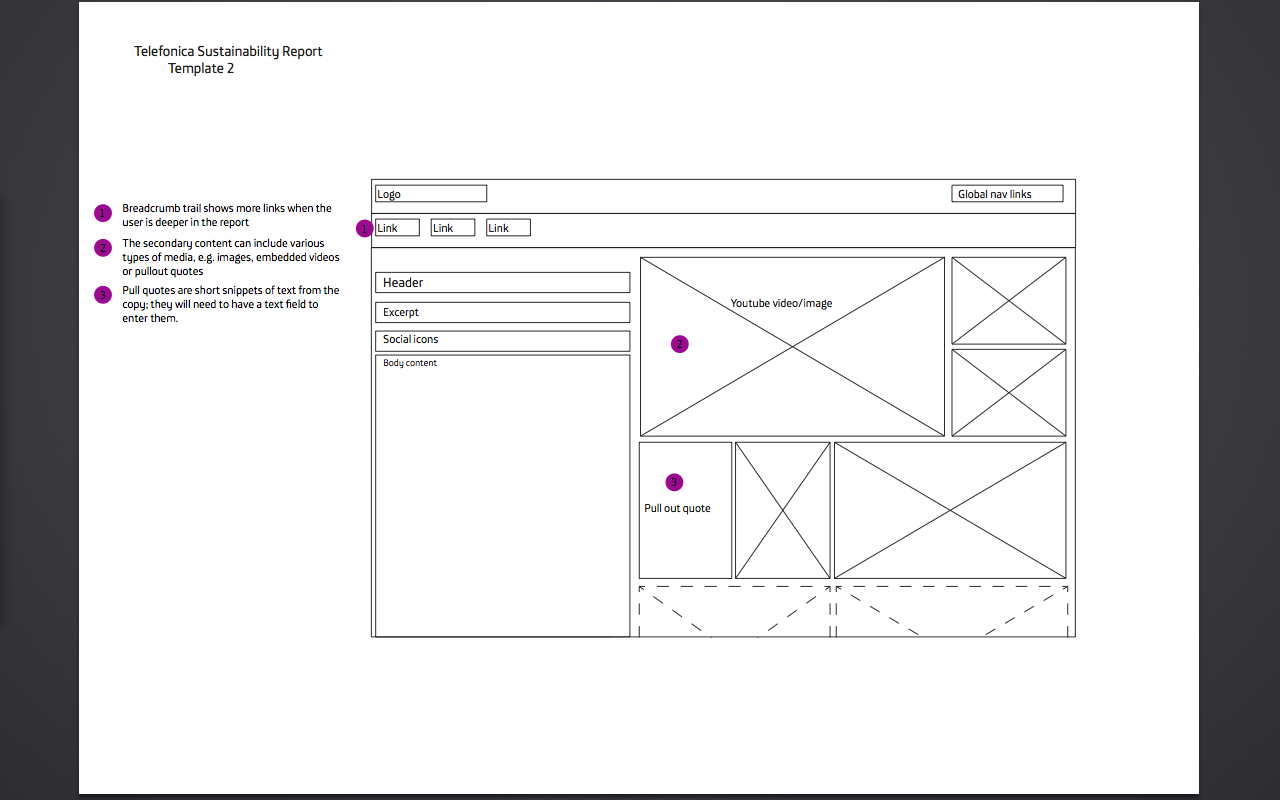 Telefonica Sustainability Report
Template 2
1 Breadcrumb trail shows more links when the
user is deeper in the report
2 The secondary content can include various
types of media, e.g. images, embedded videos
or pullout quotes
3 Pull quotes are short snippets of text from the
copy; they will need to have a text field to
enter them.
Logo
Global nav links
1 Link Link Link
Header
Excerpt
Social icons
Body content
Youtube video/image
2
3
Pull out quote